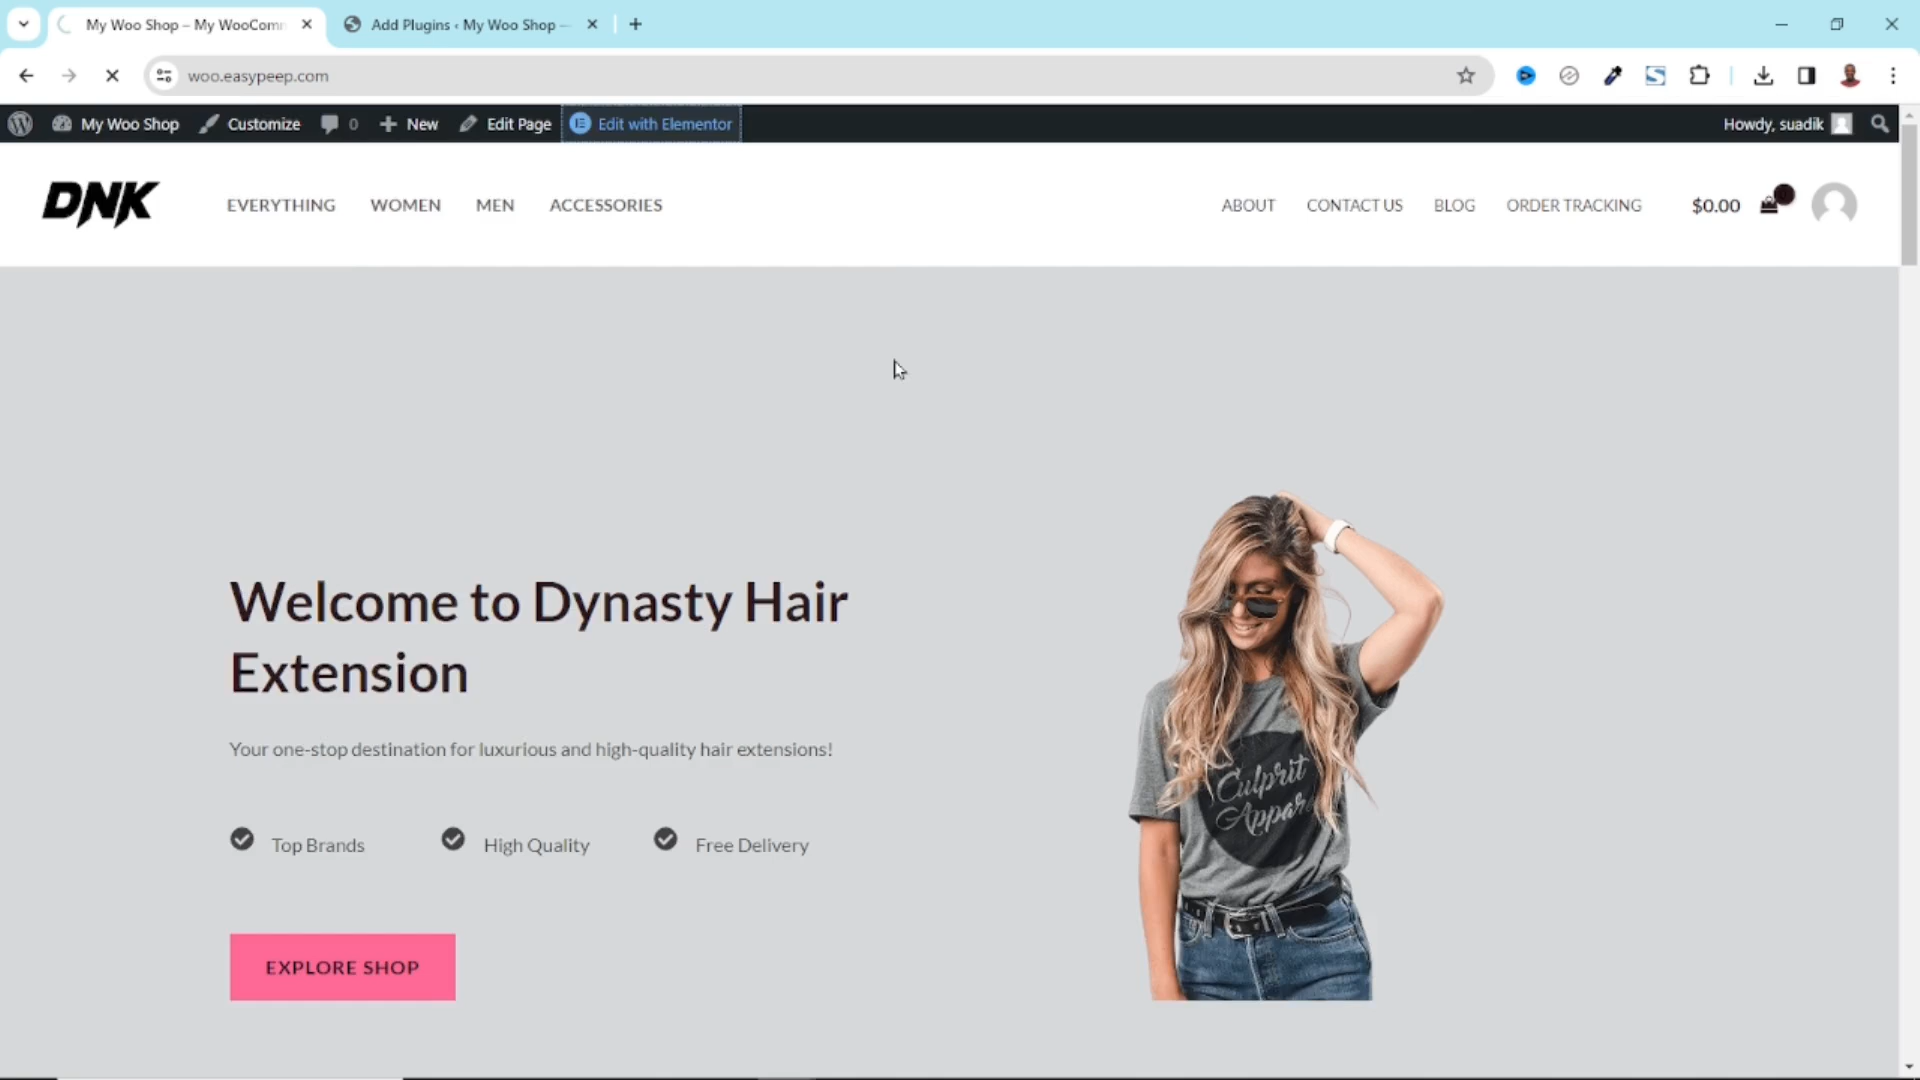 My Woo Shop – My WooComm
Add Plugins ‹ My Woo Shop —
woo.easypeep.com
My Woo Shop
Customize
0
New
Edit Page
Edit with Elementor
Howdy, suadik
DNK
EVERYTHING
WOMEN
MEN
ACCESSORIES
ABOUT
CONTACT US
BLOG
ORDER TRACKING
$0.00
Welcome to Dynasty Hair
Extension
Your one-stop destination for luxurious and high-quality hair extensions!
Top Brands
High Quality
Free Delivery
Culprit
Appar
EXPLORE SHOP